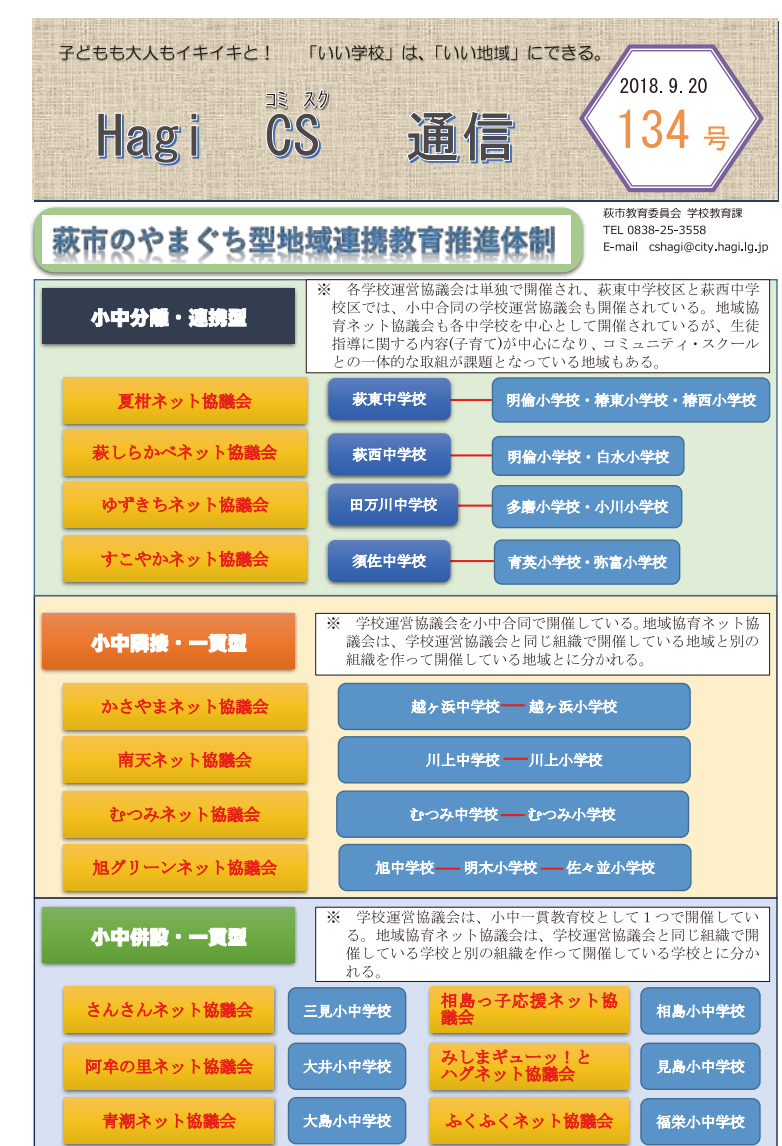 子どもも大人もイキイキと！　「いい学校」は、「いい地域」にできる。
2018.9.20
134号
コミ スク
Hagi CS 通信
萩市教育委員会 学校教育課
TEL 0838-25-3558
E-mail cshagi@city.hagi.lg.jp
萩市のやまぐち型地域連携教育推進体制
小中分離・連携型
※　各学校運営協議会は単独で開催され、萩東中学校区と萩西中学
校区では、小中合同の学校運営協議会も開催されている。地域協
育ネット協議会も各中学校を中心として開催されているが、生徒
指導に関する内容(子育て)が中心になり、コミュニティ・スクール
との一体的な取組が課題となっている地域もある。
夏柑ネット協議会　萩東中学校　明倫小学校・椿東小学校・椿西小学校
萩しらかべネット協議会　萩西中学校　明倫小学校・白水小学校
ゆずきちネット協議会　田万川中学校　多磨小学校・小川小学校
すこやかネット協議会　須佐中学校　育英小学校・弥富小学校
小中隣接・一貫型
※　学校運営協議会を小中合同で開催している。地域協育ネット協
議会は、学校運営協議会と同じ組織で開催している地域と別の
組織を作って開催している地域とに分かれる。
かさやまネット協議会　越ヶ浜中学校　越ヶ浜小学校
南天ネット協議会　川上中学校　川上小学校
むつみネット協議会　むつみ中学校　むつみ小学校
旭グリーンネット協議会　旭中学校　明木小学校　佐々並小学校
小中併設・一貫型
※　学校運営協議会は、小中一貫教育校として１つで開催してい
る。地域協育ネット協議会は、学校運営協議会と同じ組織で開
催している学校と別の組織を作って開催している学校とに分か
れる。
さんさんネット協議会　三見小中学校
相島っ子応援ネット協
議会　相島小中学校
阿牟の里ネット協議会　大井小中学校
みしまギューッ！と
ハグネット協議会　見島小中学校
青潮ネット協議会　大島小中学校　ふくふくネット協議会　福栄小中学校